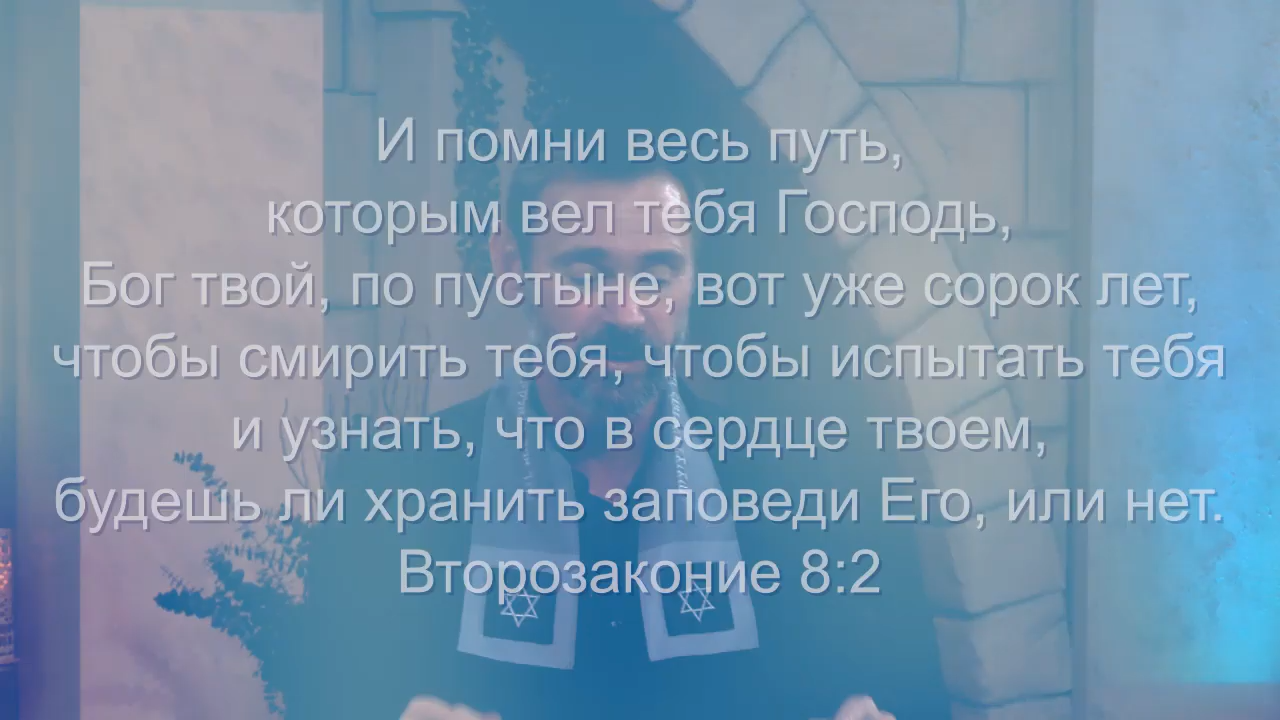 И помни весь путь,
которым вел тебя Господь,
Бог твой, по пустыне, вот уже сорок лет,
чтобы смирить тебя, чтобы испытать тебя
и узнать, что в сердце твоем,
будешь ли хранить заповеди Его, или нет.
Второзаконие 8:2